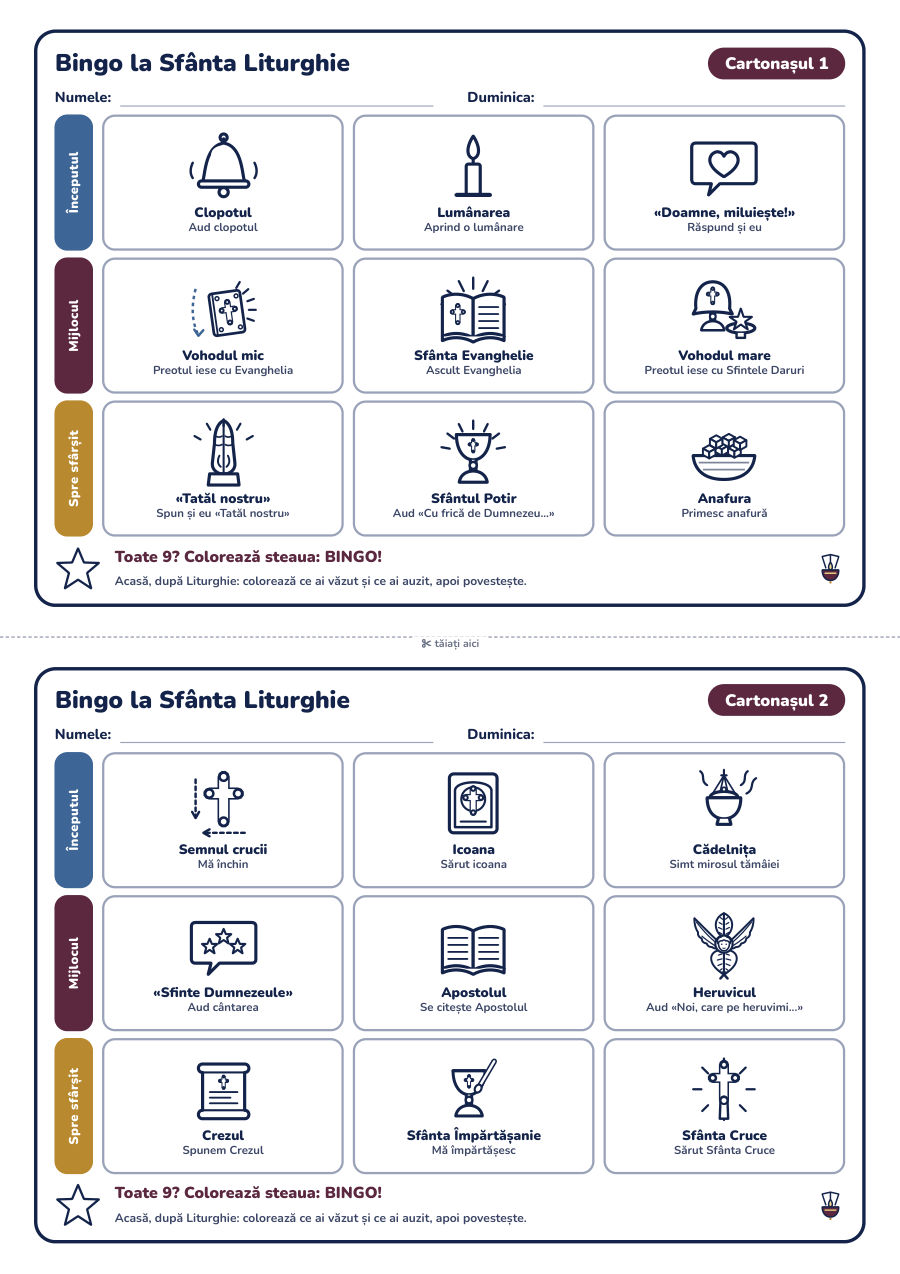 Bingo la Sfânta Liturghie
Cartonașul 1
Numele:
Duminica:
Începutul
Clopotul
Aud clopotul
Lumânarea
Aprind o lumânare
«Doamne, miluiește!»
Răspund și eu
Mijlocul
Vohodul mic
Preotul iese cu Evanghelia
Sfânta Evanghelie
Ascult Evanghelia
Vohodul mare
Preotul iese cu Sfintele Daruri
Spre sfârșit
«Tatăl nostru»
Spun și eu «Tatăl nostru»
Sfântul Potir
Aud «Cu frică de Dumnezeu...»
Anafura
Primesc anafură
Toate 9? Colorează steaua: BINGO!
Acasă, după Liturghie: colorează ce ai văzut și ce ai auzit, apoi povestește.
tăiați aici
Bingo la Sfânta Liturghie
Cartonașul 2
Numele:
Duminica:
Începutul
Semnul crucii
Mă închin
Icoana
Sărut icoana
Cădelnița
Simt mirosul tămâiei
Mijlocul
«Sfinte Dumnezeule»
Aud cântarea
Apostolul
Se citește Apostolul
Heruvicul
Aud «Noi, care pe heruvimi...»
Spre sfârșit
Crezul
Spunem Crezul
Sfânta Împărtășanie
Mă împărtășesc
Sfânta Cruce
Sărut Sfânta Cruce
Toate 9? Colorează steaua: BINGO!
Acasă, după Liturghie: colorează ce ai văzut și ce ai auzit, apoi povestește.